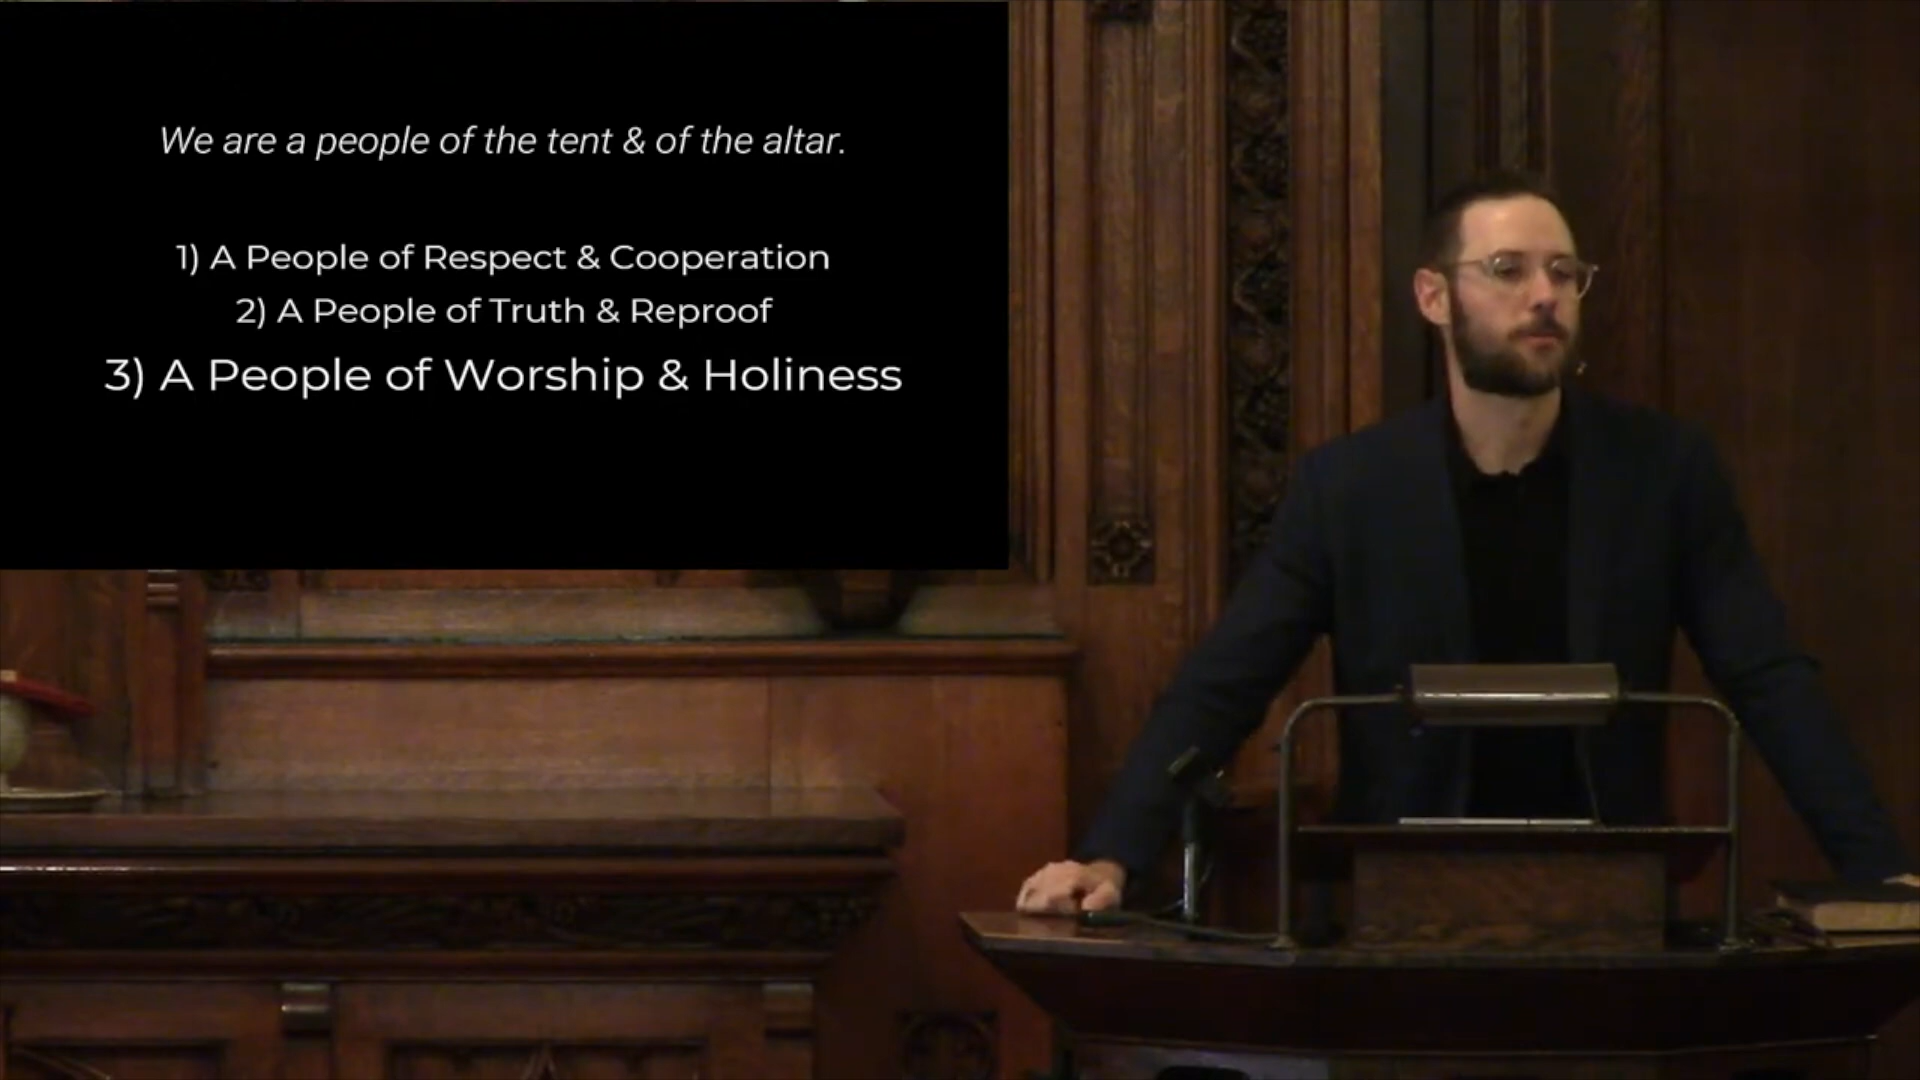 We are a people of the tent & of the altar.
1) A People of Respect & Cooperation
2) A People of Truth & Reproof
3) A People of Worship & Holiness